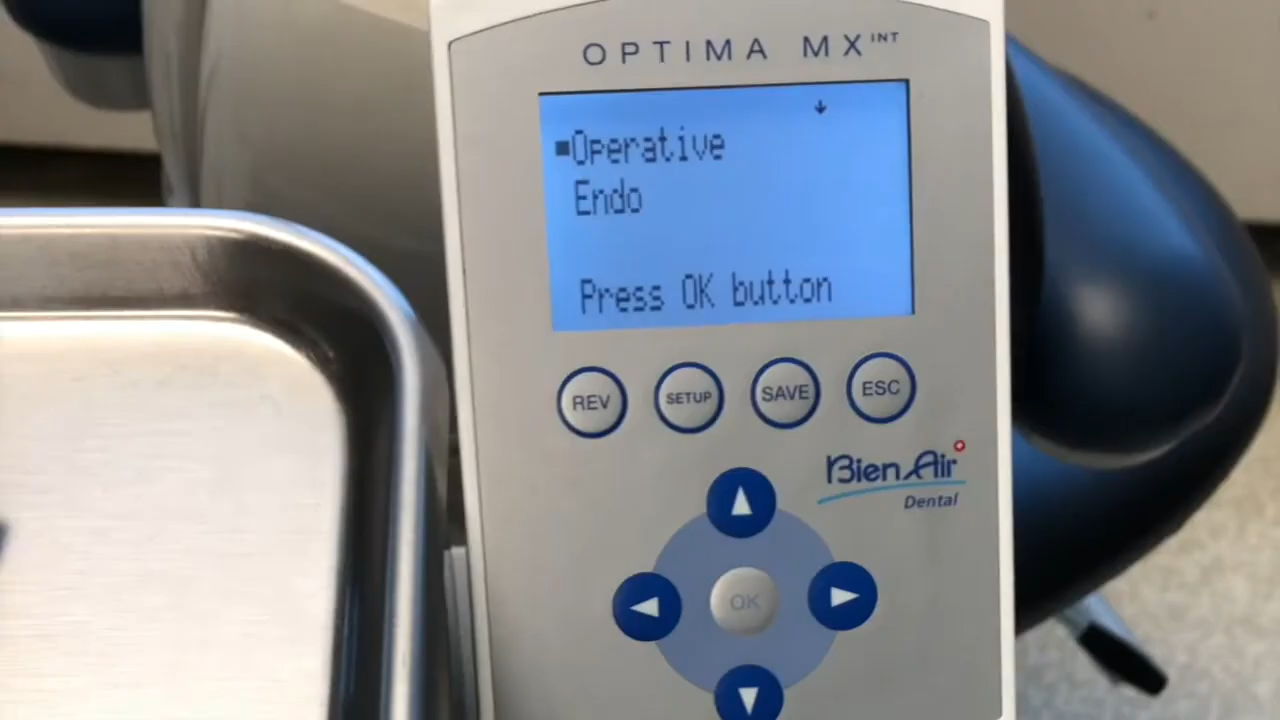 OPTIMA MX INT
↓
■Operative
Endo
Press OK button
REV
SETUP
SAVE
ESC
Bien Air
Dental
OK